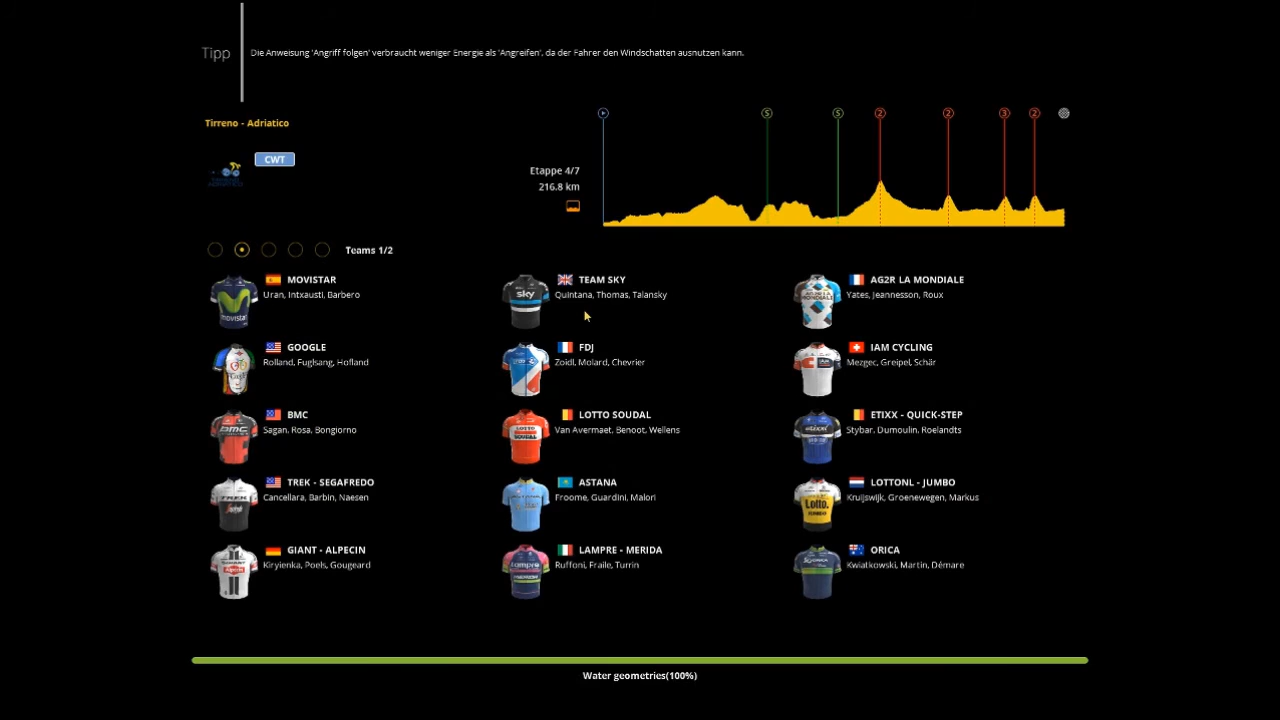 Tipp
Die Anweisung 'Angriff folgen' verbraucht weniger Energie als 'Angreifen', da der Fahrer den Windschatten ausnutzen kann.
Tirreno - Adriatico
CWT
Etappe 4/7
216.8 km
S S 2 2 3 2
Teams 1/2
MOVISTAR
Uran, Intxausti, Barbero
TEAM SKY
Quintana, Thomas, Talansky
AG2R LA MONDIALE
Yates, Jeannesson, Roux
GOOGLE
Rolland, Fuglsang, Hofland
FDJ
Zoidl, Molard, Chevrier
IAM CYCLING
Mezgec, Greipel, Schär
BMC
Sagan, Rosa, Bongiorno
LOTTO SOUDAL
Van Avermaet, Benoot, Wellens
ETIXX - QUICK-STEP
Stybar, Dumoulin, Roelandts
TREK - SEGAFREDO
Cancellara, Barbin, Naesen
ASTANA
Froome, Guardini, Malori
LOTTONL - JUMBO
Kruijswijk, Groenewegen, Markus
GIANT - ALPECIN
Kiryienka, Poels, Gougeard
LAMPRE - MERIDA
Ruffoni, Fraile, Turrin
ORICA
Kwiatkowski, Martin, Démare
Water geometries(100%)